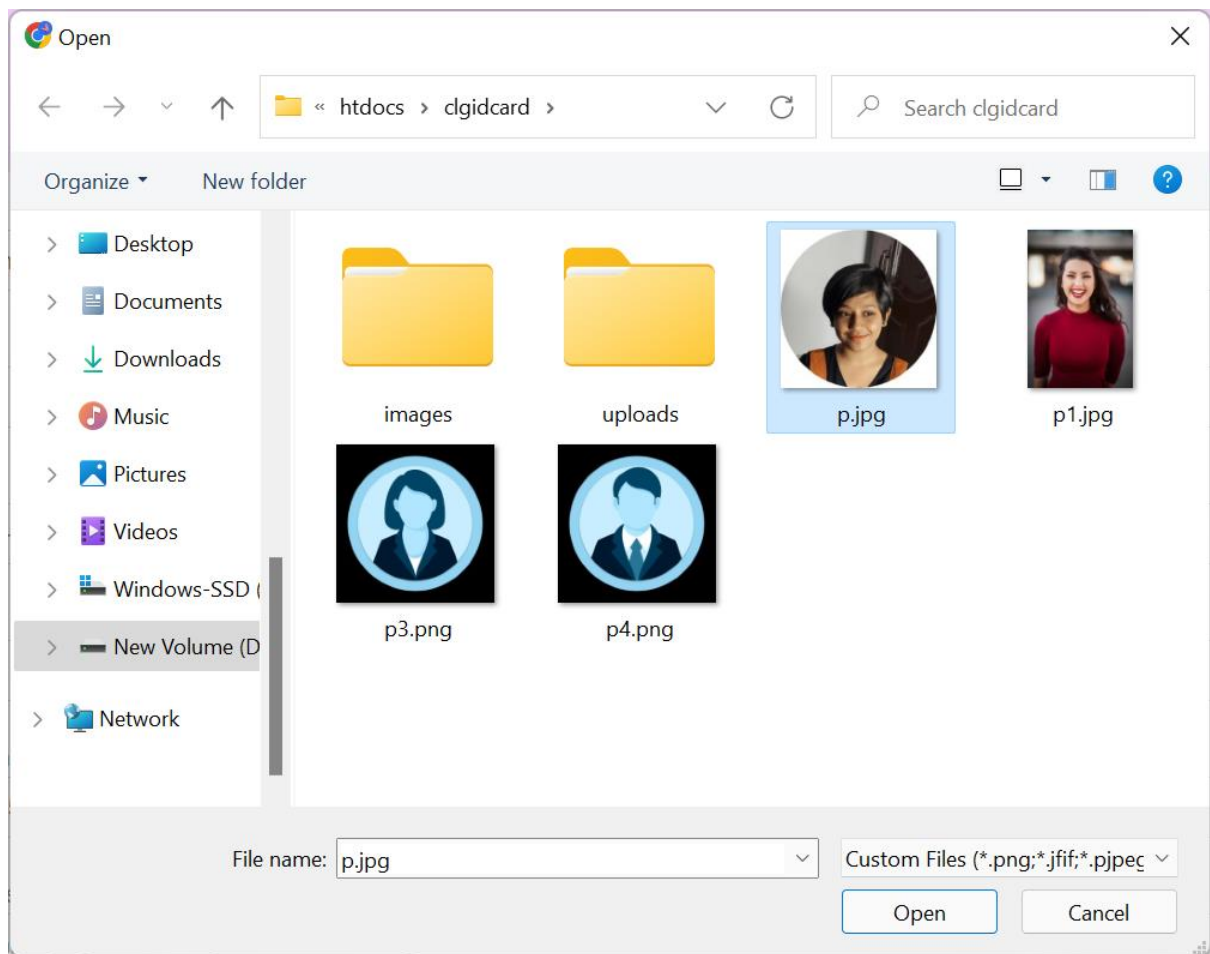 Open
« htdocs > clgidcard >
Search clgidcard
Organize
New folder
Desktop
Documents
Downloads
Music
Pictures
Videos
Windows-SSD (
New Volume (D
Network
images
uploads
p.jpg
p1.jpg
p3.png
p4.png
File name: p.jpg
Custom Files (*.png;*.jfif;*.pjpeg
Open
Cancel